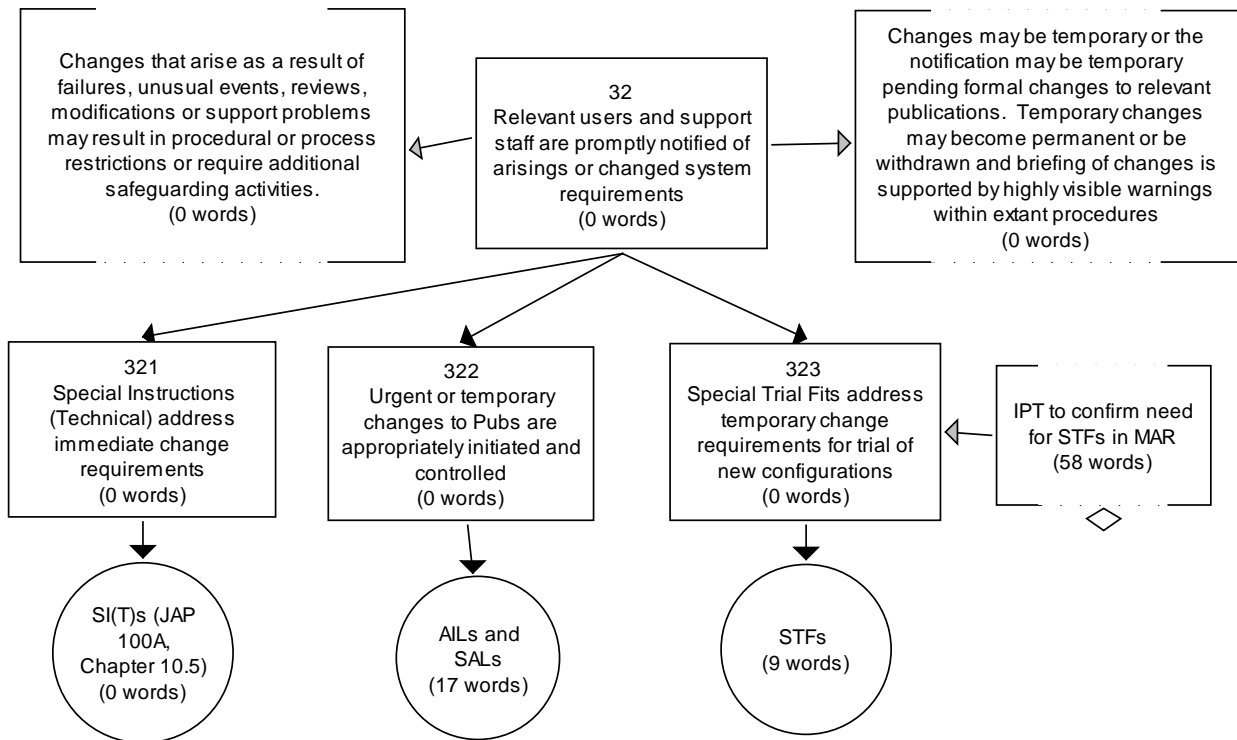 Changes that arise as a result of
failures, unusual events, reviews,
modifications or support problems
may result in procedural or process
restrictions or require additional
safeguarding activities.
(0 words)
32
Relevant users and support
staff are promptly notified of
arisings or changed system
requirements
(0 words)
Changes may be temporary or the
notification may be temporary
pending formal changes to relevant
publications.  Temporary changes
may become permanent or be
withdrawn and briefing of changes is
supported by highly visible warnings
within extant procedures
(0 words)
321
Special Instructions
(Technical) address
immediate change
requirements
(0 words)
322
Urgent or temporary
changes to Pubs are
appropriately initiated and
controlled
(0 words)
323
Special Trial Fits address
temporary change
requirements for trial of
new configurations
(0 words)
IPT to confirm need
for STFs in MAR
(58 words)
SI(T)s (JAP
100A,
Chapter 10.5)
(0 words)
AILs and
SALs
(17 words)
STFs
(9 words)